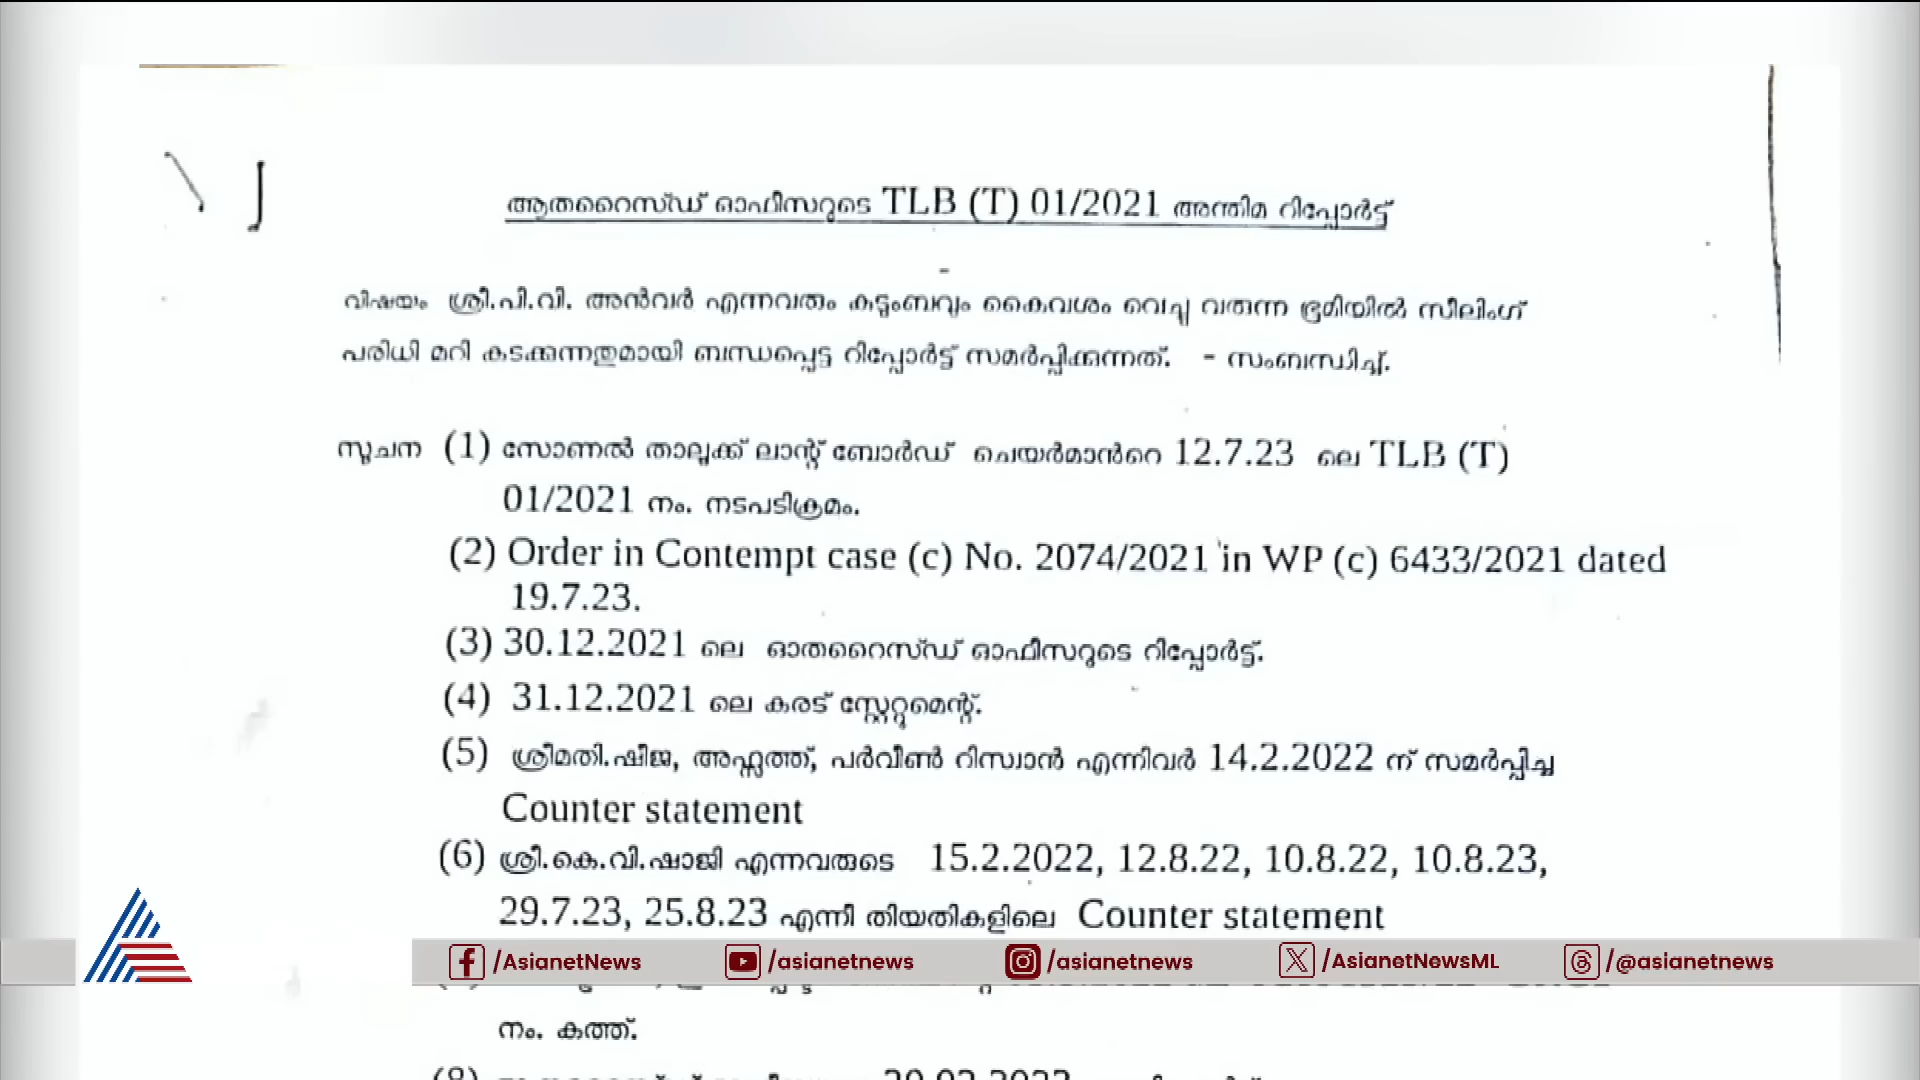 ആതറൈസ്ഡ് ഓഫീസറുടെ TLB (T) 01/2021 അന്തിമ റിപ്പോർട്ട്
വിഷയം ശ്രീ.പി.വി. അൻവർ എന്നവരും കുടുംബവും കൈവശം വെച്ചു വരുന്ന ഭൂമിയിൽ സീലിംഗ്
പരിധി മറി കടക്കുന്നതുമായി ബന്ധപ്പെട്ട റിപ്പോർട്ട് സമർപ്പിക്കുന്നത്. - സംബന്ധിച്ച്.
സൂചന (1) സോണൽ താലൂക്ക് ലാന്റ് ബോർഡ് ചെയർമാൻറെ 12.7.23 ലെ TLB (T)
01/2021 നം. നടപടിക്രമം.
(2) Order in Contempt case (c) No. 2074/2021 in WP (c) 6433/2021 dated
19.7.23.
(3) 30.12.2021 ലെ ഓതറൈസ്ഡ് ഓഫീസറുടെ റിപ്പോർട്ട്.
(4) 31.12.2021 ലെ കരട് സ്റ്റേറ്റുമെന്റ്.
(5) ശ്രീമതി.ഷീജ, അഫ്സത്ത്, പർവീൺ റിസ്വാൻ എന്നിവർ 14.2.2022 ന് സമർപ്പിച്ച
Counter statement
(6) ശ്രീ.കെ.വി.ഷാജി എന്നവരുടെ 15.2.2022, 12.8.22, 10.8.22, 10.8.23,
29.7.23, 25.8.23 എന്നീ തിയതികളിലെ Counter statement
/AsianetNews /asianetnews /asianetnews /AsianetNewsML /@asianetnews
നം. കത്ത്.